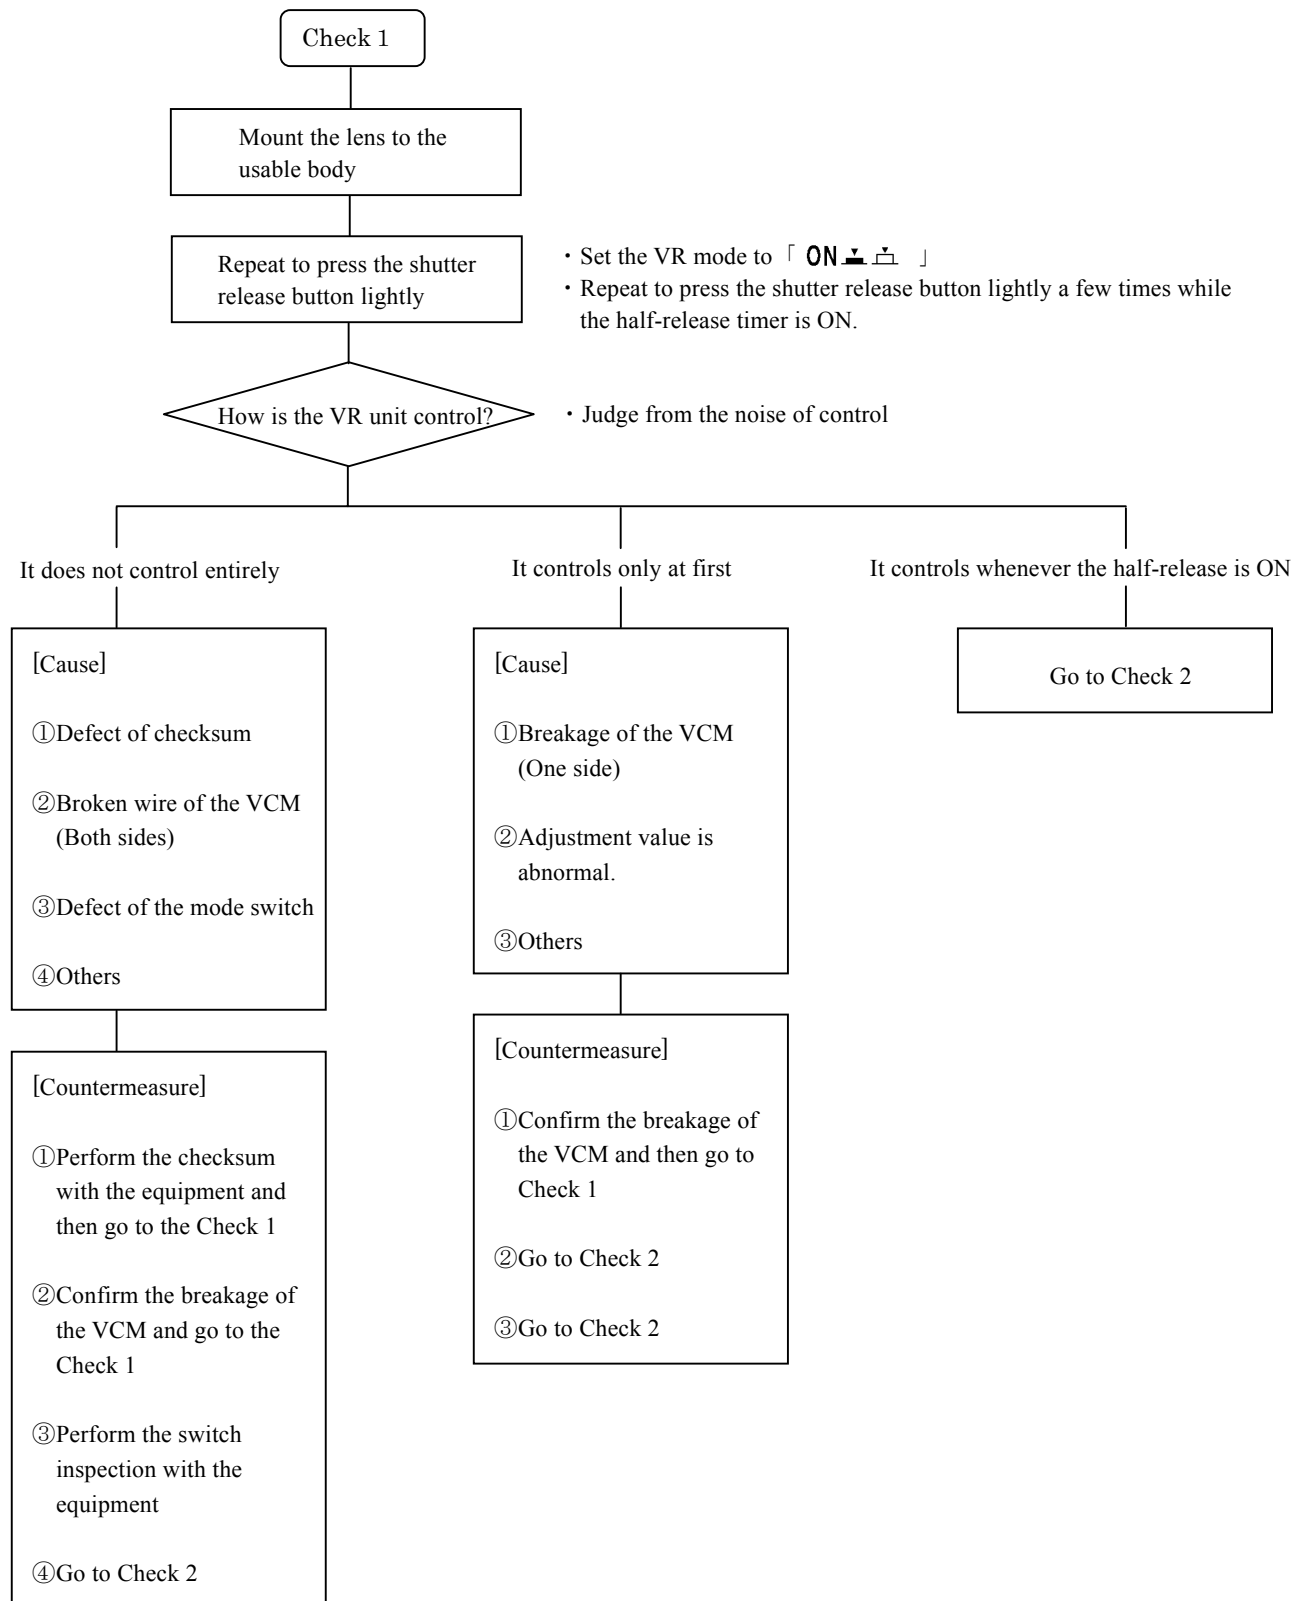 Check 1
Mount the lens to the
usable body
Repeat to press the shutter
release button lightly
・Set the VR mode to「 ON 」
・Repeat to press the shutter release button lightly a few times while
the half-release timer is ON.
How is the VR unit control?
・Judge from the noise of control
It does not control entirely
It controls only at first
It controls whenever the half-release is ON
[Cause]
①Defect of checksum
②Broken wire of the VCM
(Both sides)
③Defect of the mode switch
④Others
[Countermeasure]
①Perform the checksum
with the equipment and
then go to the Check 1
②Confirm the breakage of
the VCM and go to the
Check 1
③Perform the switch
inspection with the
equipment
④Go to Check 2
[Cause]
①Breakage of the VCM
(One side)
②Adjustment value is
abnormal.
③Others
[Countermeasure]
①Confirm the breakage of
the VCM and then go to
Check 1
②Go to Check 2
③Go to Check 2
Go to Check 2